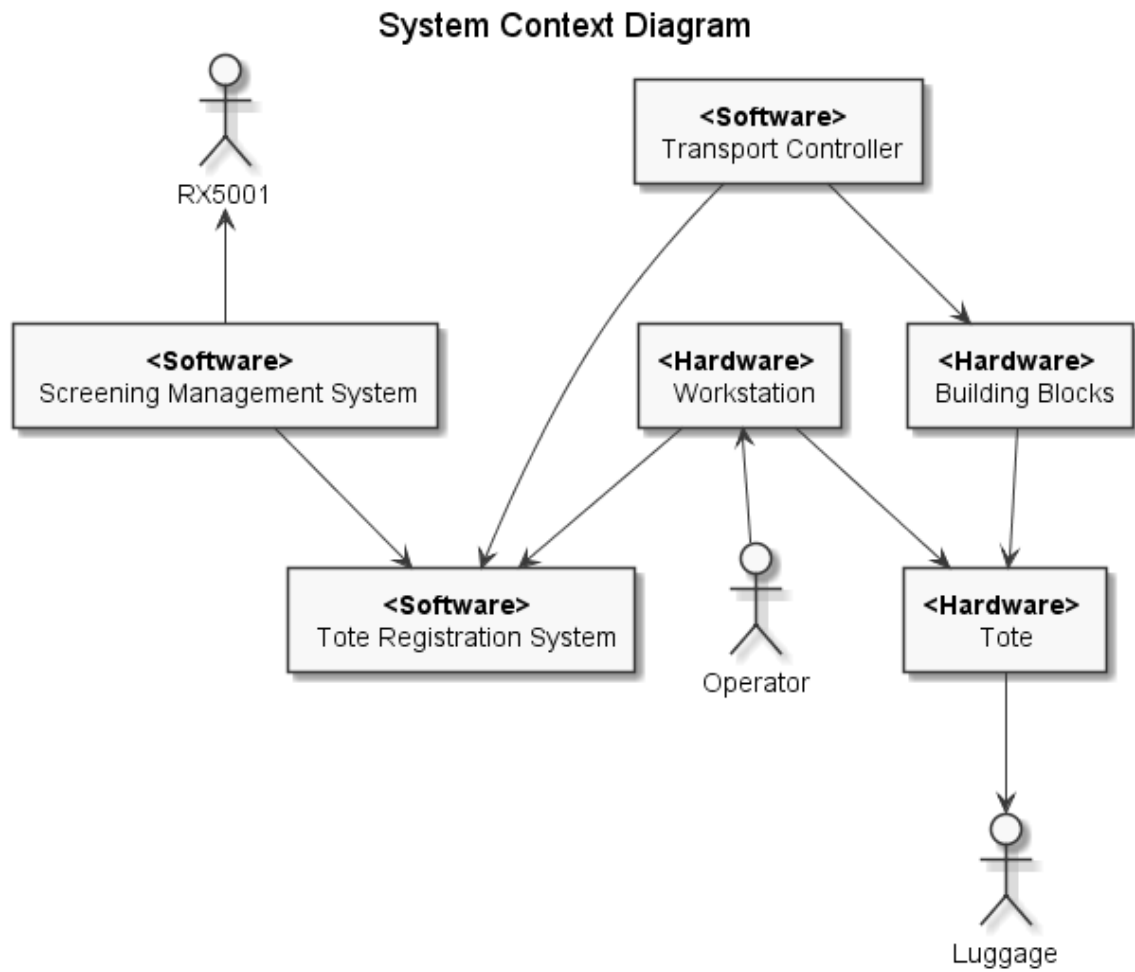 System Context Diagram
RX5001
<Software>
Transport Controller
<Software>
Screening Management System
<Hardware>
Workstation
<Hardware>
Building Blocks
<Software>
Tote Registration System
Operator
<Hardware>
Tote
Luggage